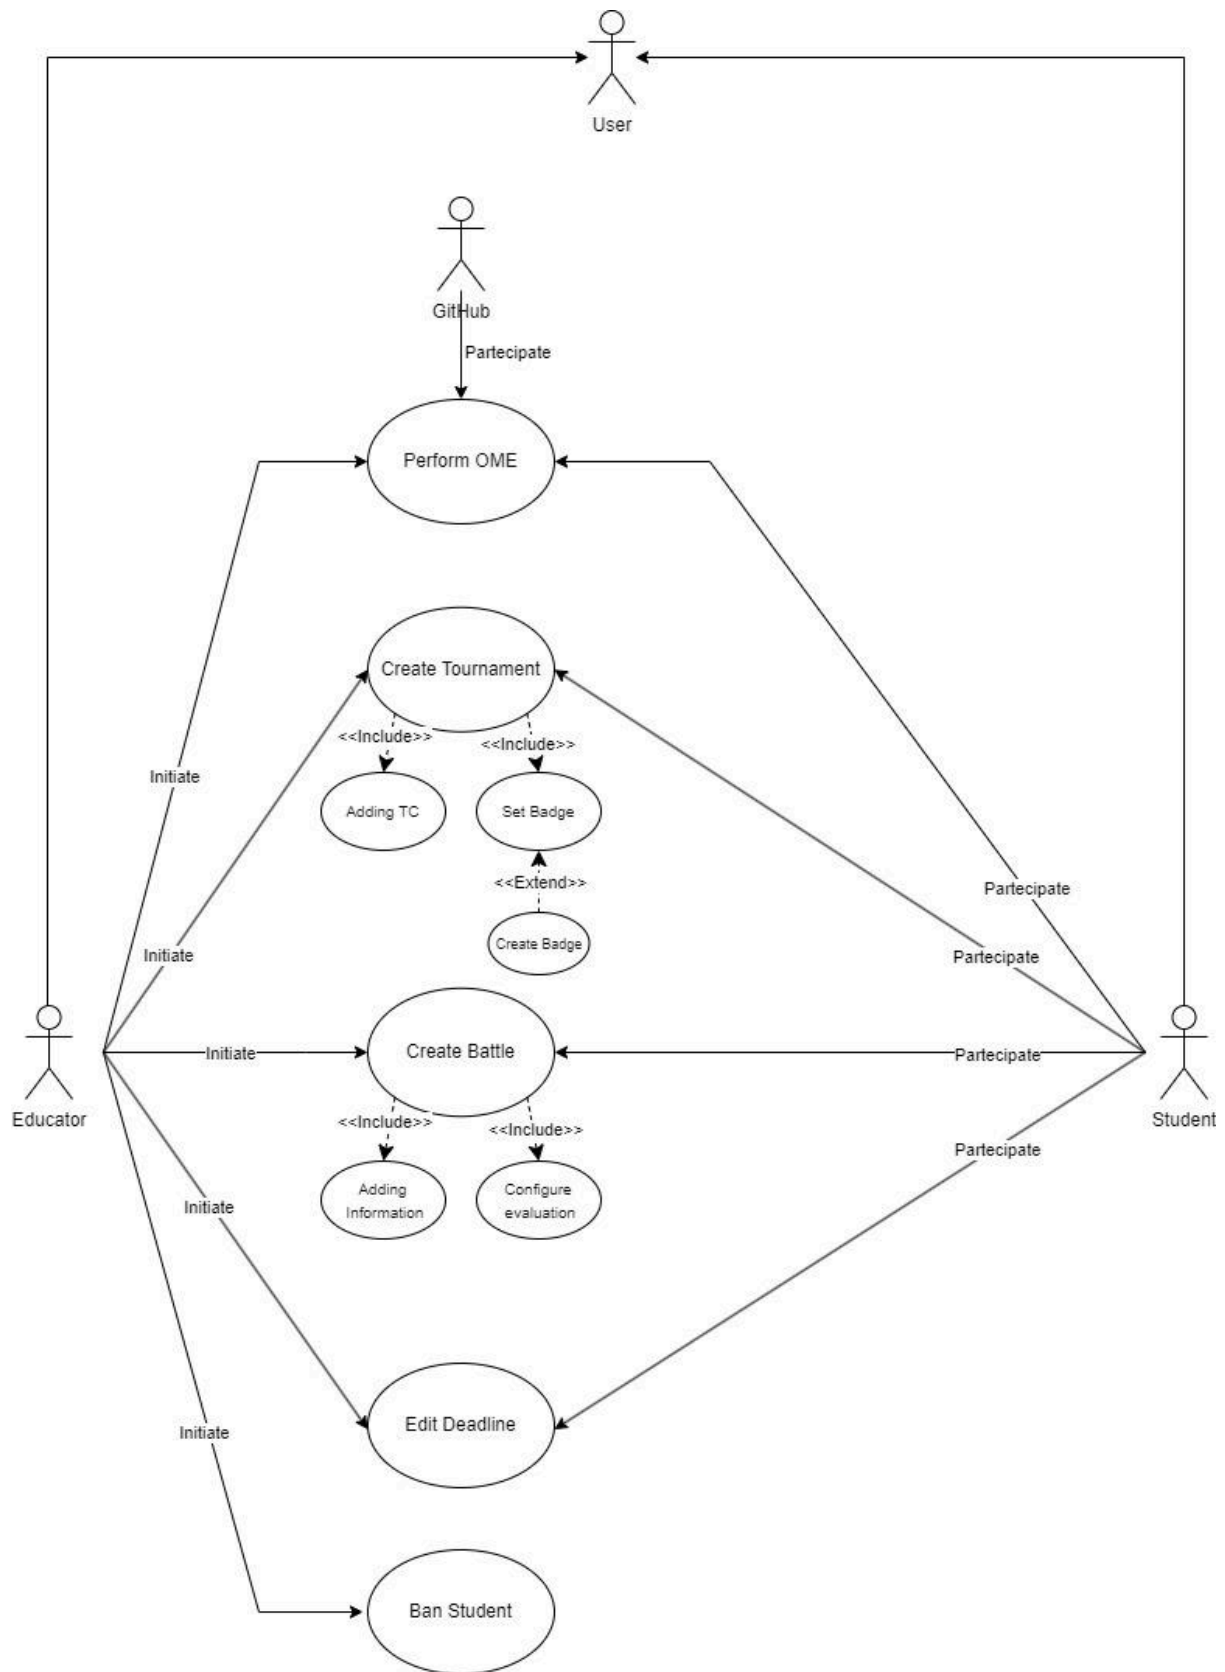 User
GitHub
Partecipate
Perform OME
Create Tournament
<<Include>>
<<Include>>
Initiate
Adding TC
Set Badge
<<Extend>>
Partecipate
Create Badge
Initiate
Partecipate
Create Battle
Initiate
Partecipate
Educator
Student
<<Include>>
<<Include>>
Partecipate
Adding
Information
Configure
evaluation
Initiate
Edit Deadline
Initiate
Ban Student